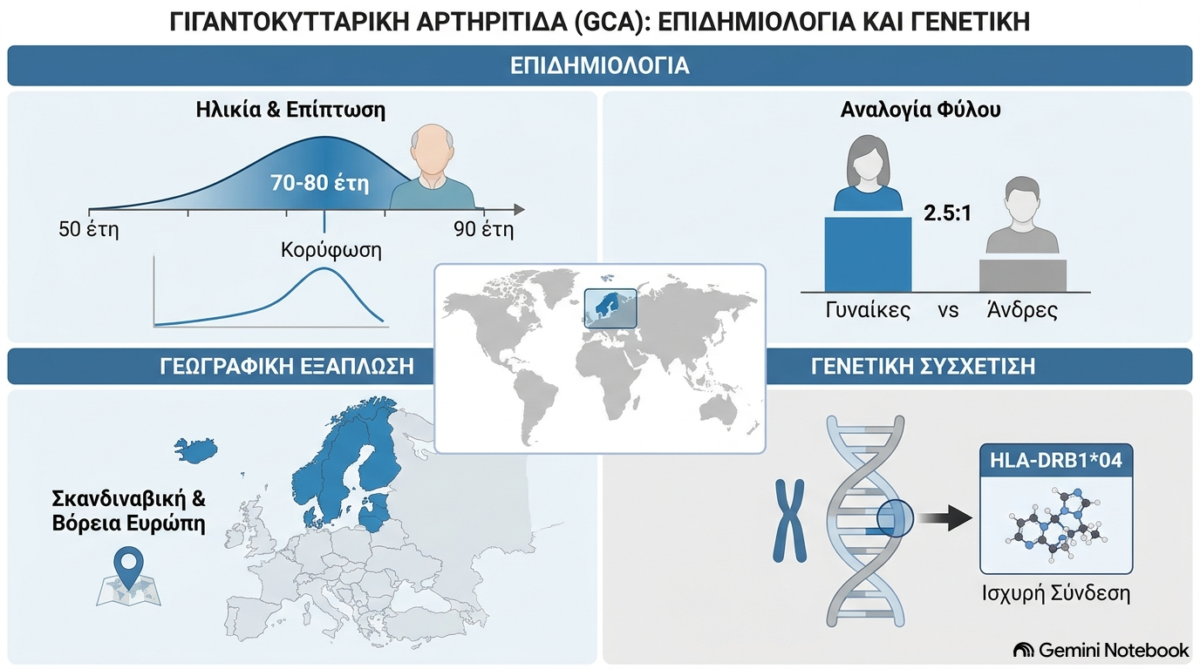 ΓΙΓΑΝΤΟΚΥΤΤΑΡΙΚΗ ΑΡΤΗΡΙΤΙΔΑ (GCA): ΕΠΙΔΗΜΙΟΛΟΓΙΑ ΚΑΙ ΓΕΝΕΤΙΚΗ
ΕΠΙΔΗΜΙΟΛΟΓΙΑ
Ηλικία & Επίπτωση
70-80 έτη
50 έτη
90 έτη
Κορύφωση
Αναλογία Φύλου
2.5:1
Γυναίκες vs Άνδρες
ΓΕΩΓΡΑΦΙΚΗ ΕΞΑΠΛΩΣΗ
Σκανδιναβική &
Βόρεια Ευρώπη
ΓΕΝΕΤΙΚΗ ΣΥΣΧΕΤΙΣΗ
HLA-DRB1*04
Ισχυρή Σύνδεση
Gemini Notebook